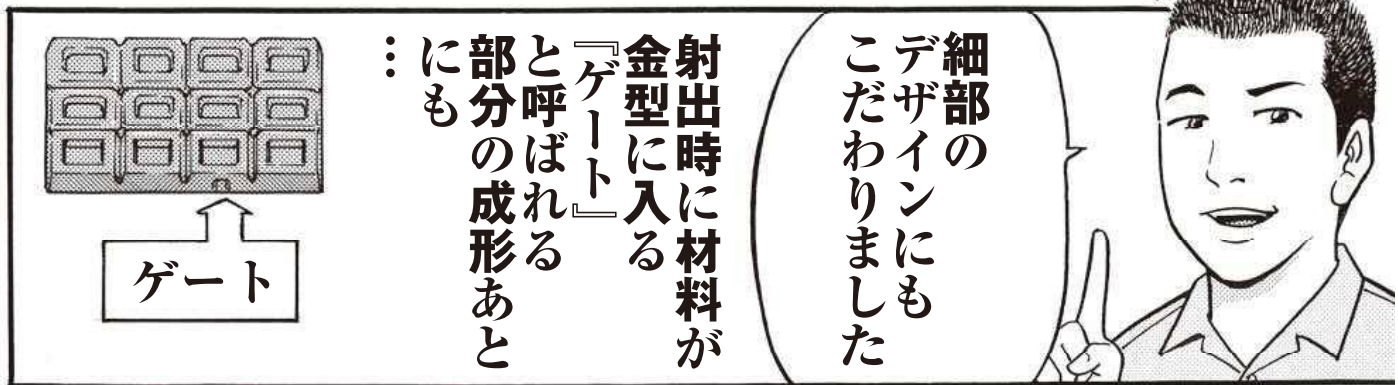 細部の
デザインにも
こだわりました
射出時に材料が
金型に入る
『ゲート』
と呼ばれる
部分の成形あと
にも
…
ゲート